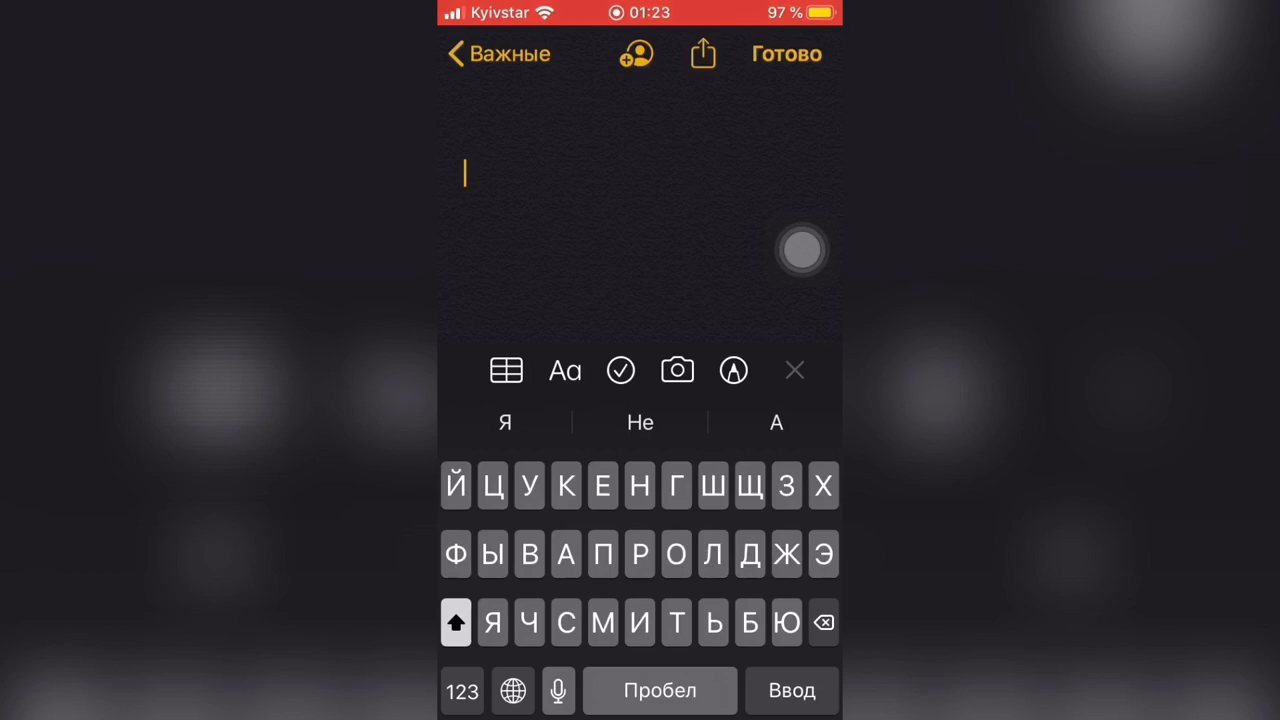 Kyivstar 01:23 97 %
Важные Готово
Aa
Я Не А
Й Ц У К Е Н Г Ш Щ З Х
Ф Ы В А П Р О Л Д Ж Э
Я Ч С М И Т Ь Б Ю
123 Пробел Ввод